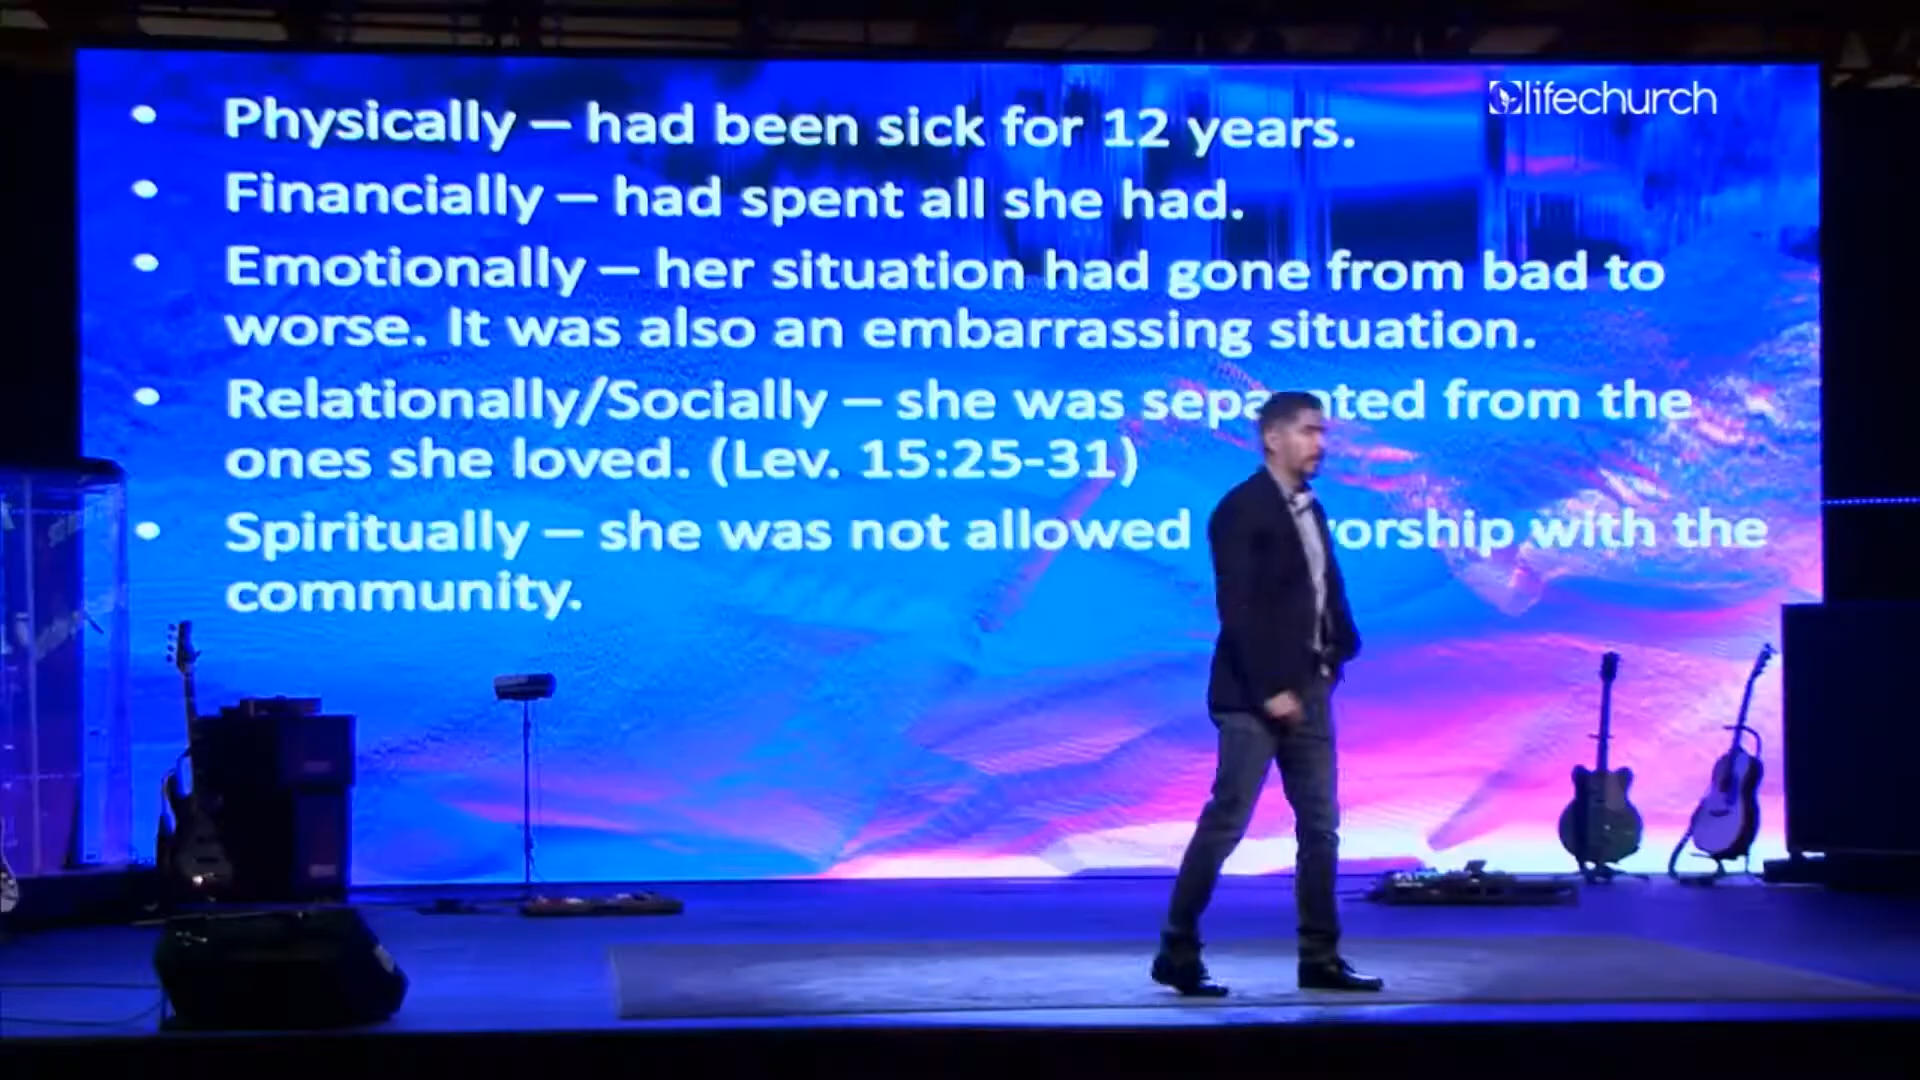 lifechurch
• Physically – had been sick for 12 years.
• Financially – had spent all she had.
• Emotionally – her situation had gone from bad to
worse. It was also an embarrassing situation.
• Relationally/Socially – she was from the
ones she loved. (Lev. 15:25-31)
• Spiritually – she was not allowed with the
community.